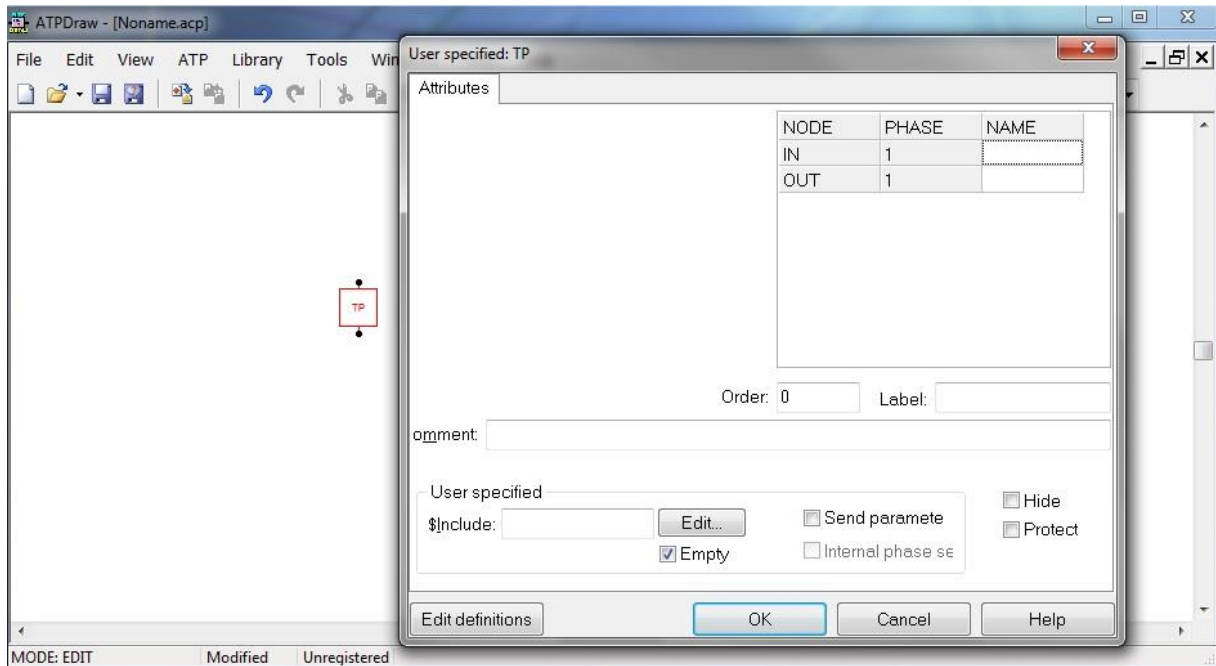 ATPDraw - [Noname.acp]
File Edit View ATP Library Tools Win
User specified: TP
Attributes
NODE PHASE NAME
IN 1
OUT 1
TP
Order: 0 Label:
omment:
User specified
$Include: Edit...
Empty
Send paramete
Internal phase se
Hide
Protect
Edit definitions OK Cancel Help
MODE: EDIT Modified Unregistered